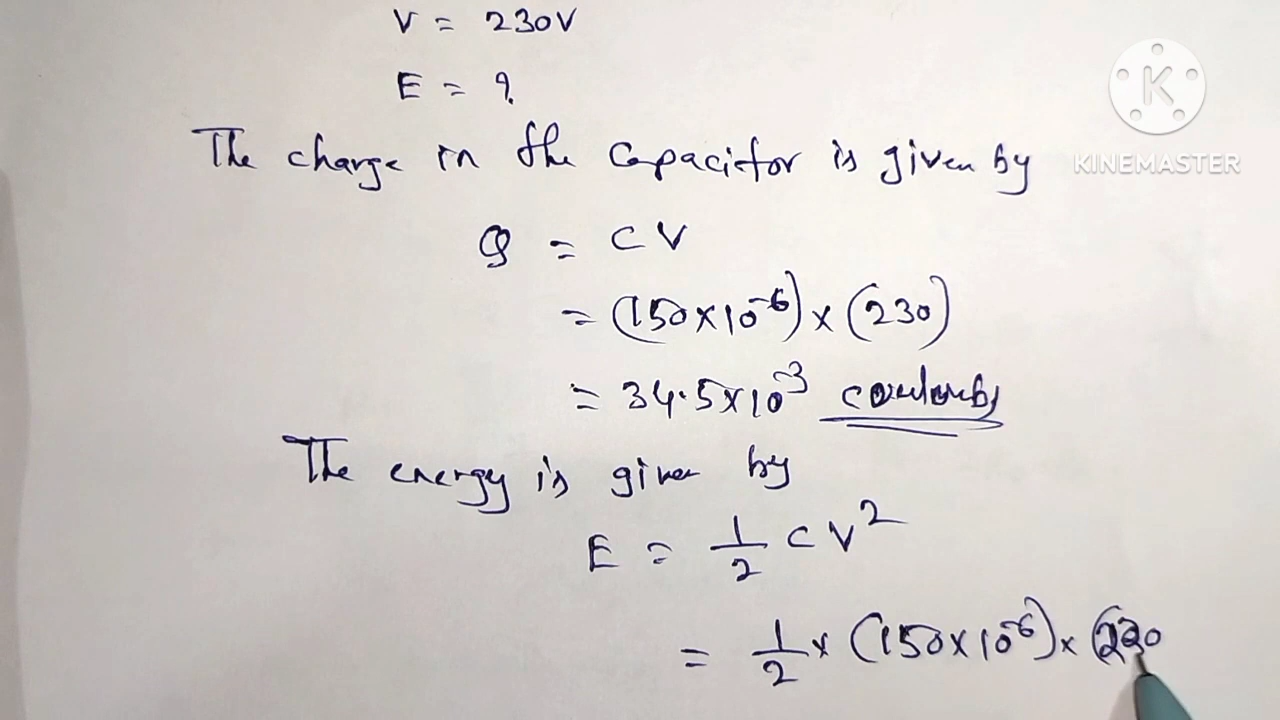 V = 230V
E = ?
The charge in the capacitor is given by
Q = CV
= (150×10⁻⁶)×(230)
= 34.5×10⁻³ coulombs
The energy is given by
E = 1/2 CV²
= 1/2 × (150×10⁻⁶)×(230
K
KINEMASTER